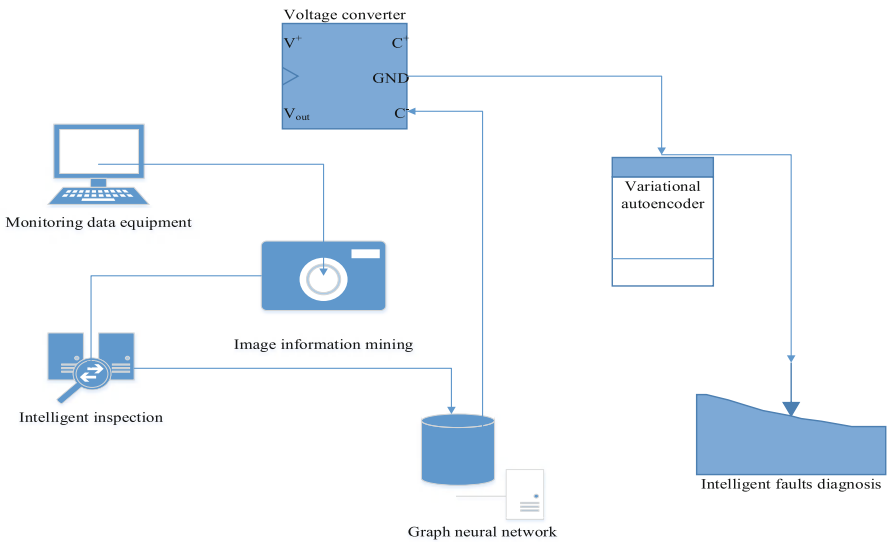 Voltage converter
V+
C+
GND
Vout
C-
Monitoring data equipment
Variational
autoencoder
Image information mining
Intelligent inspection
Intelligent faults diagnosis
Graph neural network